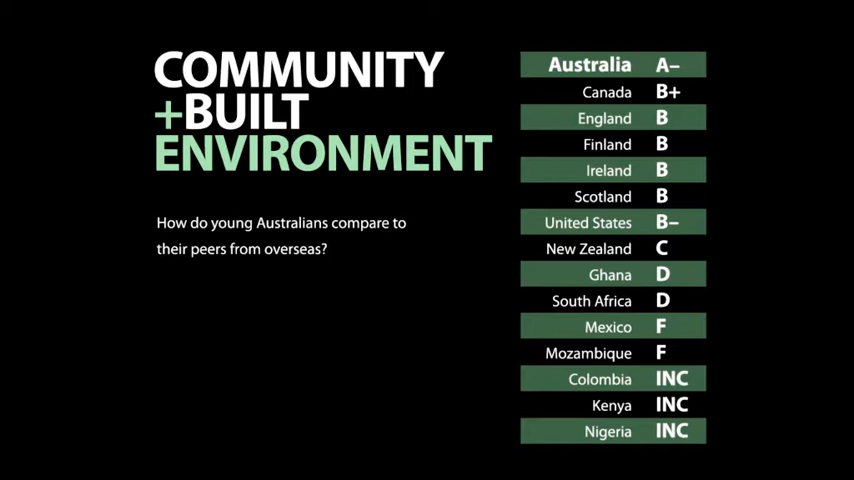 COMMUNITY
+BUILT
ENVIRONMENT
How do young Australians compare to
their peers from overseas?
Australia A–
Canada B+
England B
Finland B
Ireland B
Scotland B
United States B–
New Zealand C
Ghana D
South Africa D
Mexico F
Mozambique F
Colombia INC
Kenya INC
Nigeria INC